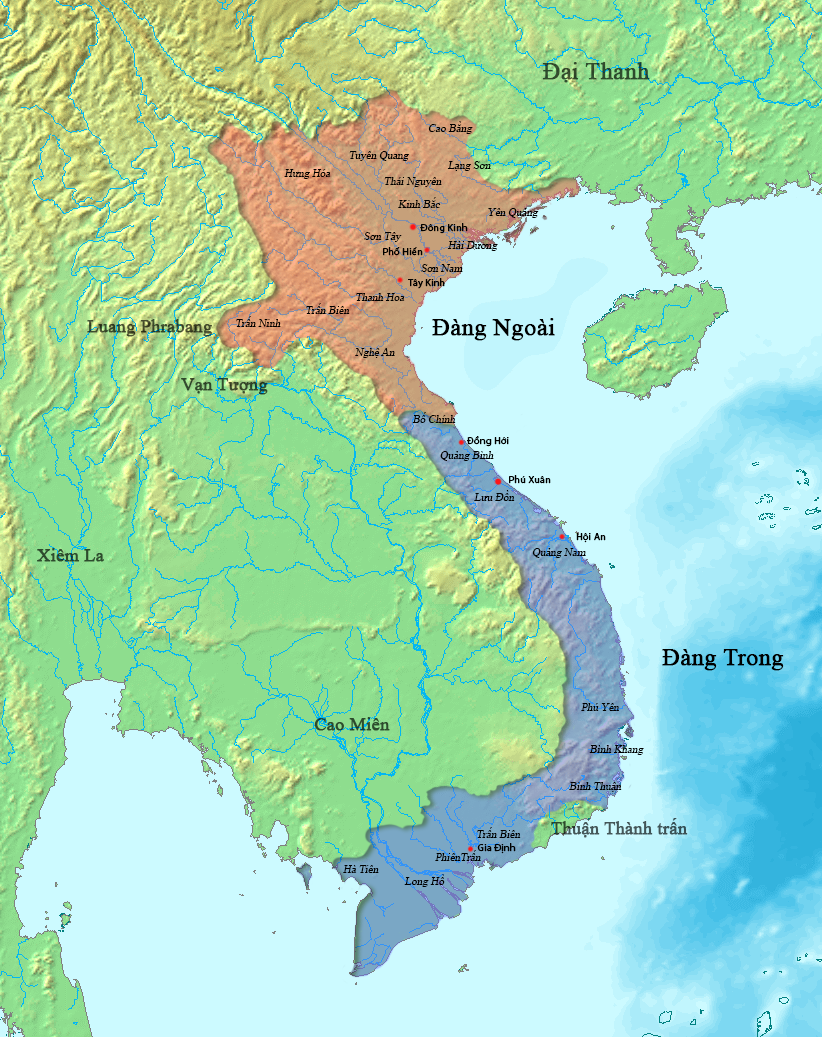 Đại Thanh
Cao Bằng
Tuyên Quang
Lạng Sơn
Hưng Hóa
Thái Nguyên
Kinh Bắc
Yên Quảng
Đông Kinh
Sơn Tây
Hải Dương
Phố Hiến
Sơn Nam
Tây Kinh
Thanh Hoa
Trấn Biên
Trấn Ninh
Luang Phrabang
Đàng Ngoài
Nghệ An
Vạn Tượng
Bố Chính
Đồng Hới
Quảng Bình
Phú Xuân
Lưu Đồn
Hội An
Quảng Nam
Xiêm La
Đàng Trong
Phú Yên
Cao Miên
Bình Khang
Bình Thuận
Thuận Thành trấn
Trấn Biên
Gia Định
Phiên Trấn
Hà Tiên
Long Hồ